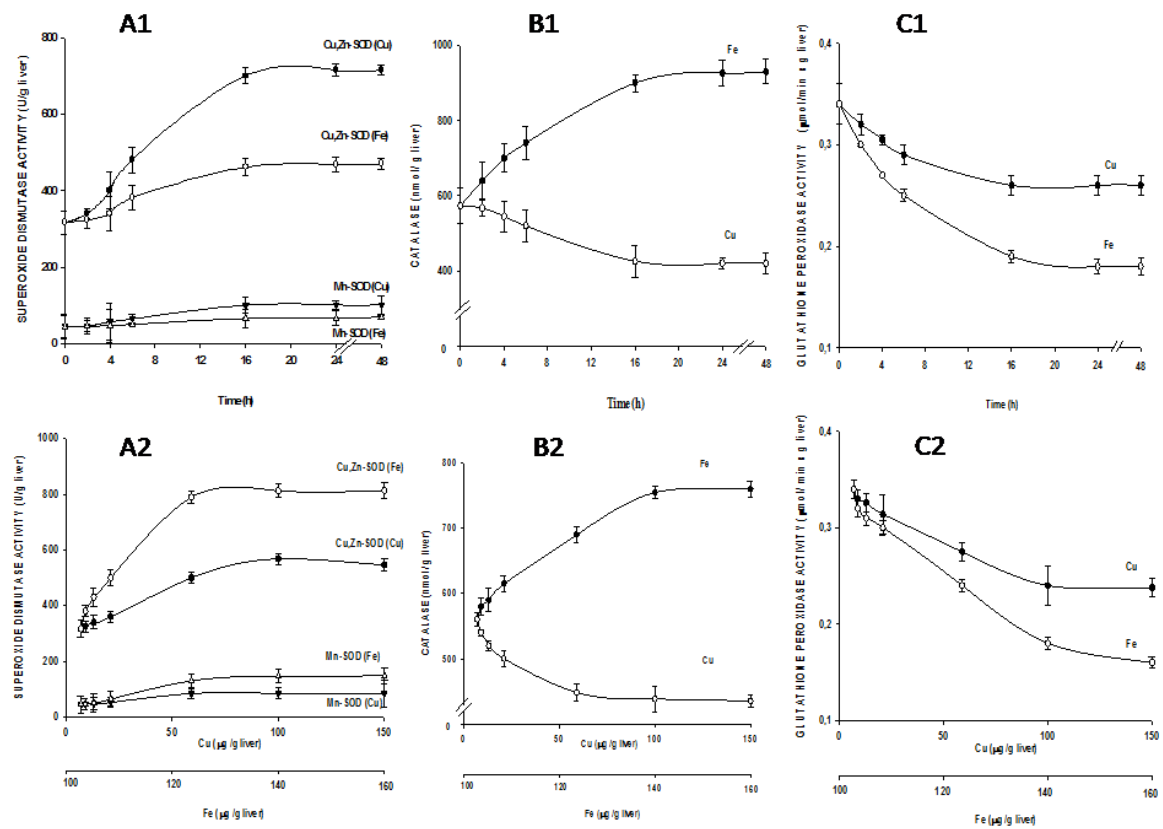 A1
SUPEROXIDE DISMUTASE ACTIVITY (U/g liver)
800
600
400
200
0
Cu,Zn-SOD (Cu)
Cu,Zn-SOD (Fe)
Mn-SOD (Cu)
Mn-SOD (Fe)
0 4 8 12 16 20 24 48
Time (h)
B1
CATALASE (nmol/g liver)
1000
800
600
400
0
Fe
Cu
0 4 8 12 16 20 24 48
Time (h)
C1
GLUTATHIONE PEROXIDASE ACTIVITY (µmol/min x g liver)
0,4
0,3
0,2
0,1
Cu
Fe
0 4 8 12 16 20 24 48
Time (h)
A2
SUPEROXIDE DISMUTASE ACTIVITY (U/g liver)
1000
800
600
400
200
0
Cu,Zn-SOD (Fe)
Cu,Zn-SOD (Cu)
Mn-SOD (Fe)
Mn-SOD (Cu)
0 50 100 150
Cu (µg /g liver)
100 120 140 160
Fe (µg /g liver)
B2
CATALASE (nmol/g liver)
800
700
600
500
0
Fe
Cu
0 50 100 150
Cu (µg /g liver)
100 120 140 160
Fe (µg /g liver)
C2
GLUTATHIONE PEROXIDASE ACTIVITY (µmol/min x g liver)
0,4
0,3
0,2
0,1
Cu
Fe
0 50 100 150
Cu (µg /g liver)
100 120 140 160
Fe (µg /g liver)